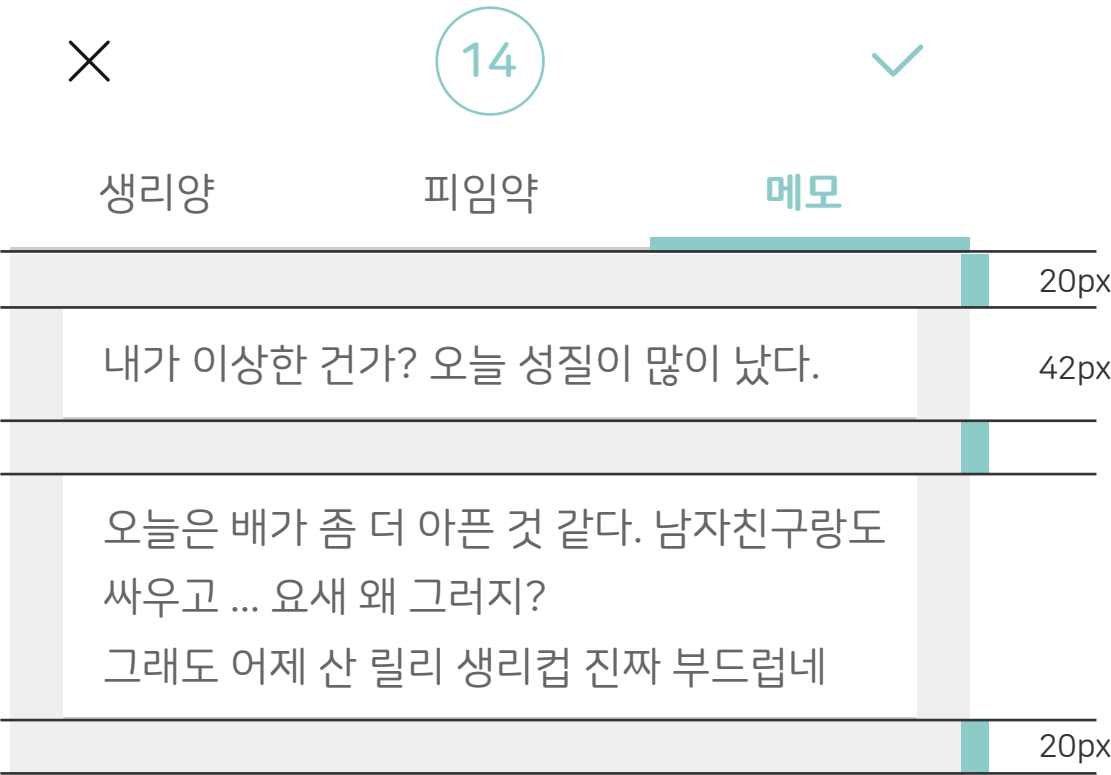 14
생리양 피임약 메모
20px
내가 이상한 건가? 오늘 성질이 많이 났다.
42px
오늘은 배가 좀 더 아픈 것 같다. 남자친구랑도
싸우고 ... 요새 왜 그러지?
그래도 어제 산 릴리 생리컵 진짜 부드럽네
20px